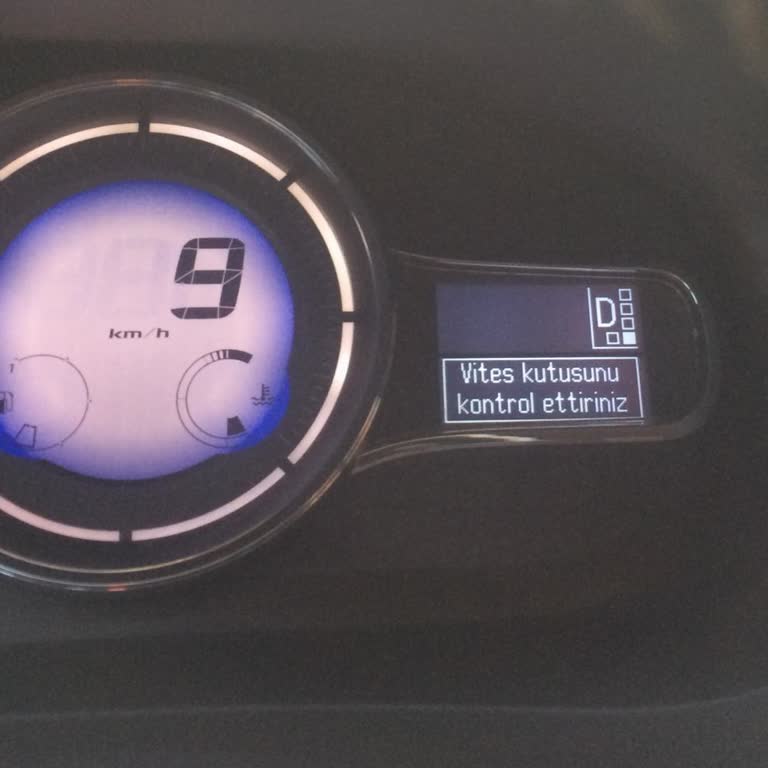 9
km/h
D
Vites kutusunu
kontrol ettiriniz